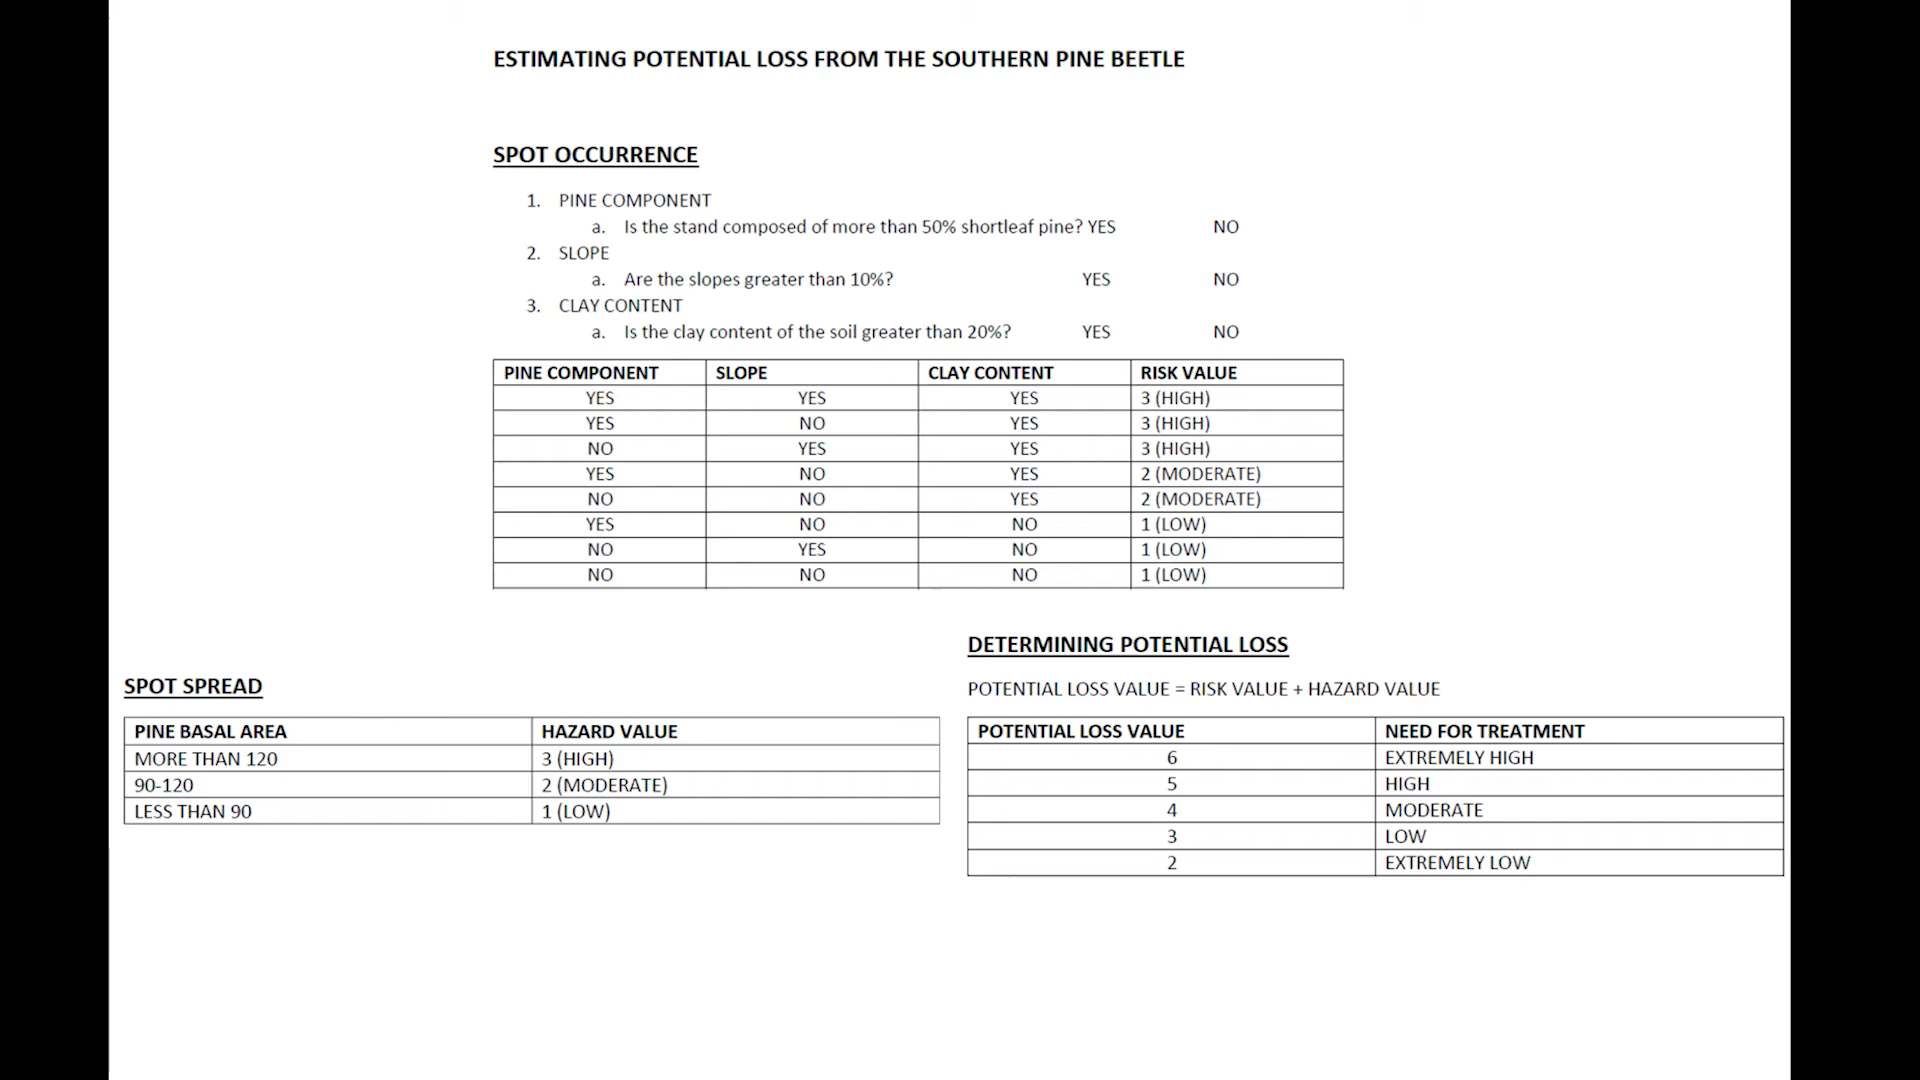 ESTIMATING POTENTIAL LOSS FROM THE SOUTHERN PINE BEETLE
SPOT OCCURRENCE
1. PINE COMPONENT
a. Is the stand composed of more than 50% shortleaf pine? YES NO
2. SLOPE
a. Are the slopes greater than 10%? YES NO
3. CLAY CONTENT
a. Is the clay content of the soil greater than 20%? YES NO
PINE COMPONENT SLOPE CLAY CONTENT RISK VALUE
YES YES YES 3 (HIGH)
YES NO YES 3 (HIGH)
NO YES YES 3 (HIGH)
YES NO YES 2 (MODERATE)
NO NO YES 2 (MODERATE)
YES NO NO 1 (LOW)
NO YES NO 1 (LOW)
NO NO NO 1 (LOW)
SPOT SPREAD
PINE BASAL AREA HAZARD VALUE
MORE THAN 120 3 (HIGH)
90-120 2 (MODERATE)
LESS THAN 90 1 (LOW)
DETERMINING POTENTIAL LOSS
POTENTIAL LOSS VALUE = RISK VALUE + HAZARD VALUE
POTENTIAL LOSS VALUE NEED FOR TREATMENT
6 EXTREMELY HIGH
5 HIGH
4 MODERATE
3 LOW
2 EXTREMELY LOW